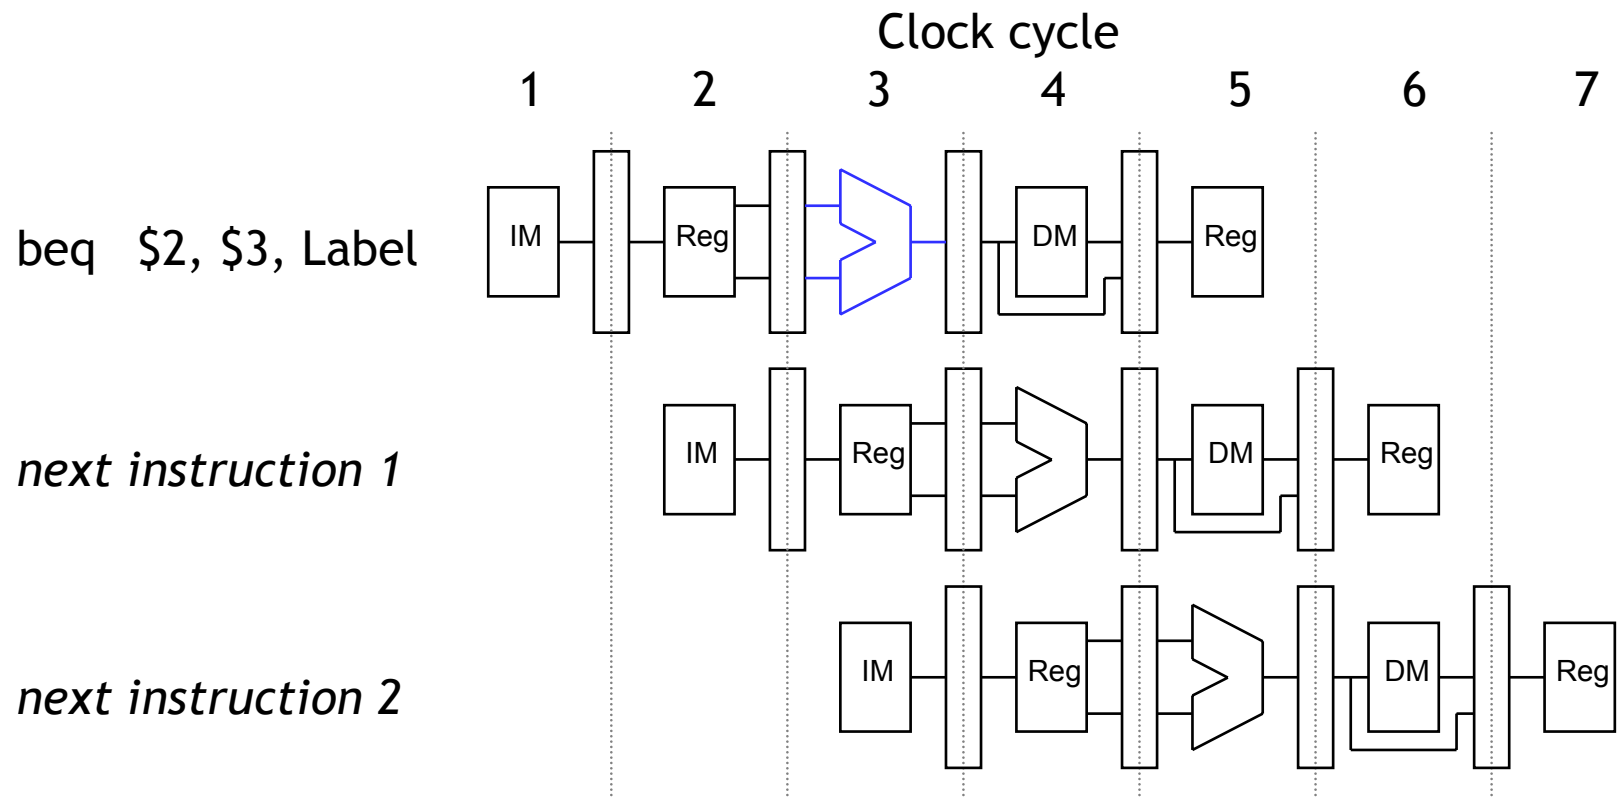 Clock cycle
1 2 3 4 5 6 7
beq $2, $3, Label IM Reg DM Reg
next instruction 1 IM Reg DM Reg
next instruction 2 IM Reg DM Reg